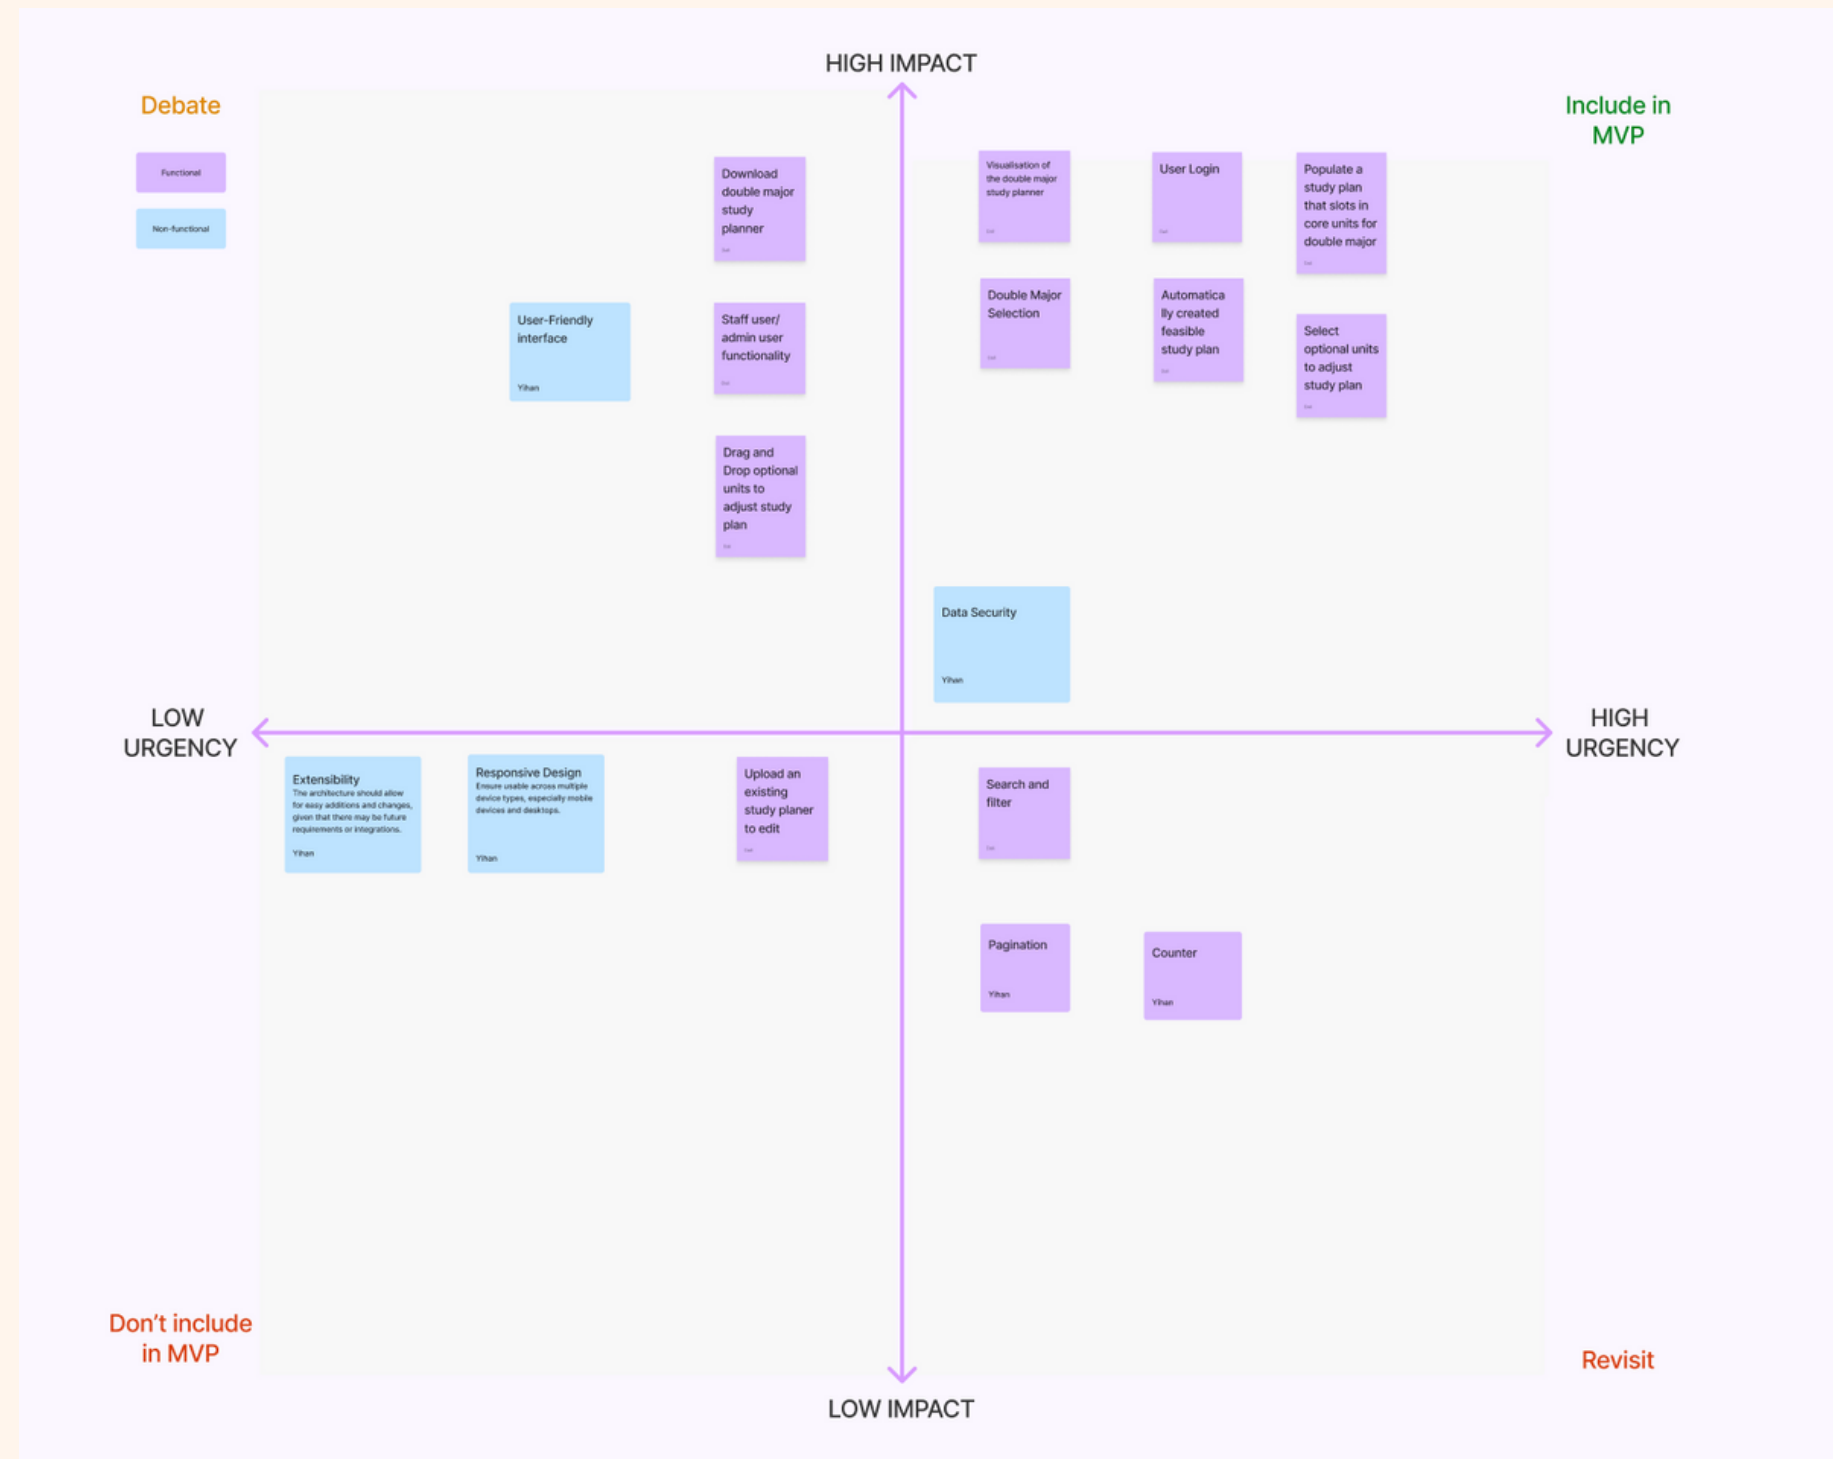 HIGH IMPACT
Debate
Include in
MVP
Functional
Non-functional
Download
double major
study
planner
Visualisation of
the double major
study planner
User Login
Populate a
study plan
that slots in
core units for
double major
User-Friendly
interface
Yihan
Staff user/
admin user
functionality
Double Major
Selection
Automatica
lly created
feasible
study plan
Select
optional units
to adjust
study plan
Drag and
Drop optional
units to
adjust study
plan
Data Security
Yihan
LOW
URGENCY
HIGH
URGENCY
Extensibility
The architecture should allow
for easy additions and changes,
given that there may be future
requirements or integrations.
Yihan
Responsive Design
Ensure usable across multiple
device types, especially mobile
devices and desktops.
Yihan
Upload an
existing
study planer
to edit
Search and
filter
Pagination
Yihan
Counter
Yihan
Don't include
in MVP
Revisit
LOW IMPACT